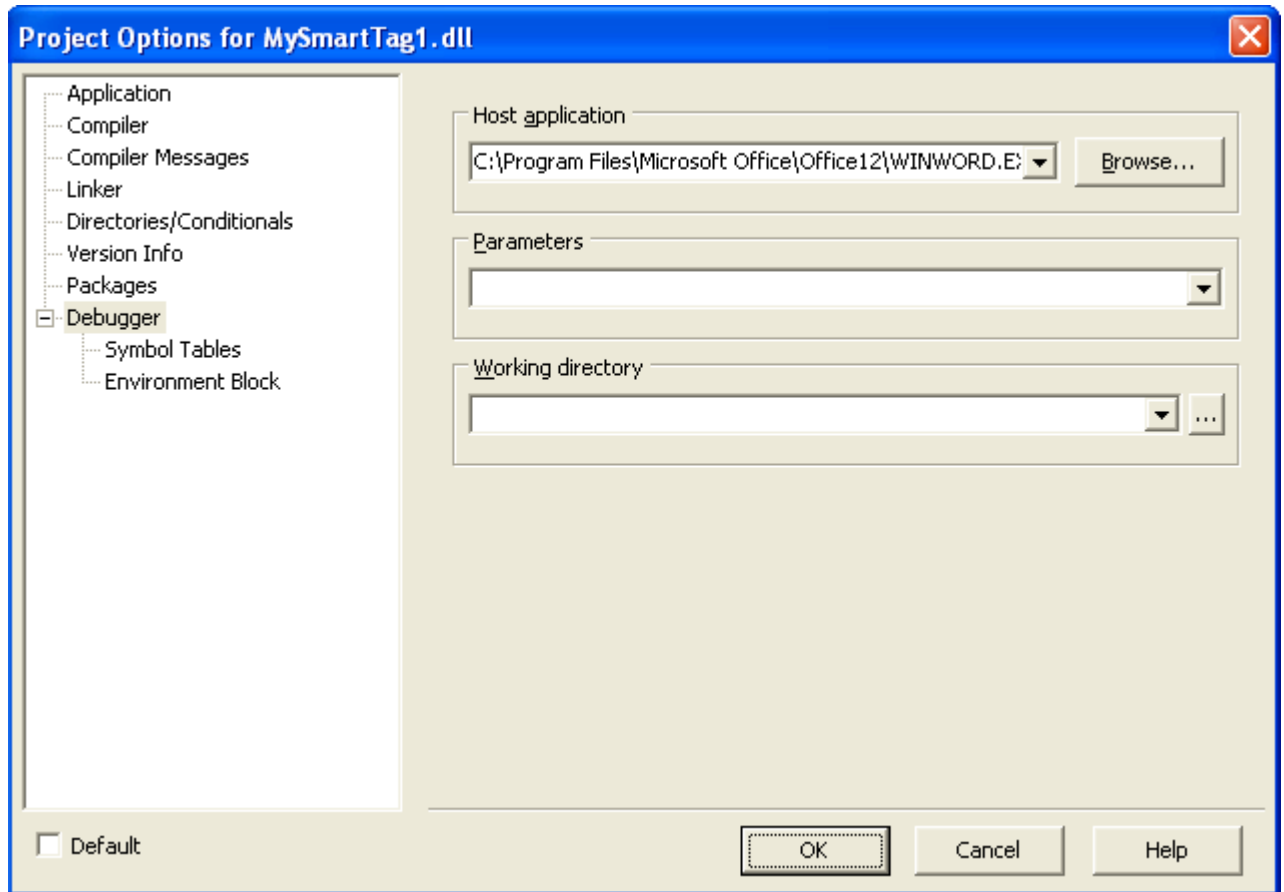 Project Options for MySmartTag1.dll
Application
Compiler
Compiler Messages
Linker
Directories/Conditionals
Version Info
Packages
Debugger
Symbol Tables
Environment Block
Host application
C:\Program Files\Microsoft Office\Office12\WINWORD.EX
Browse...
Parameters
Working directory
...
Default
OK
Cancel
Help